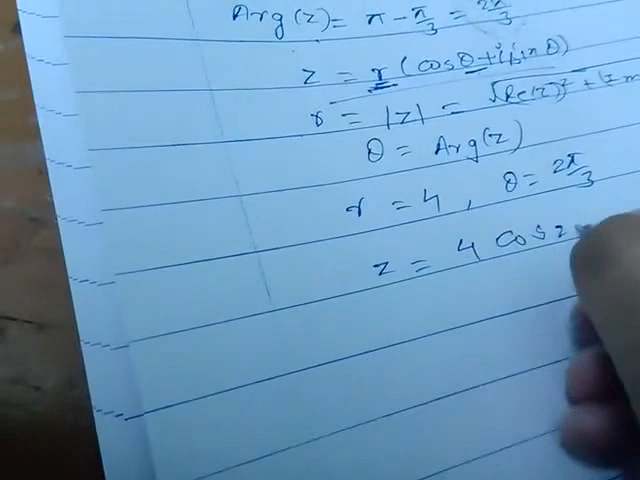 Arg(z) = π - π/3 = 2π/3
z = r (cosθ + i sinθ)
r = |z| = √(Re(z))² + (Im
θ = Arg(z)
r = 4, θ = 2π/3
z = 4 cos 2